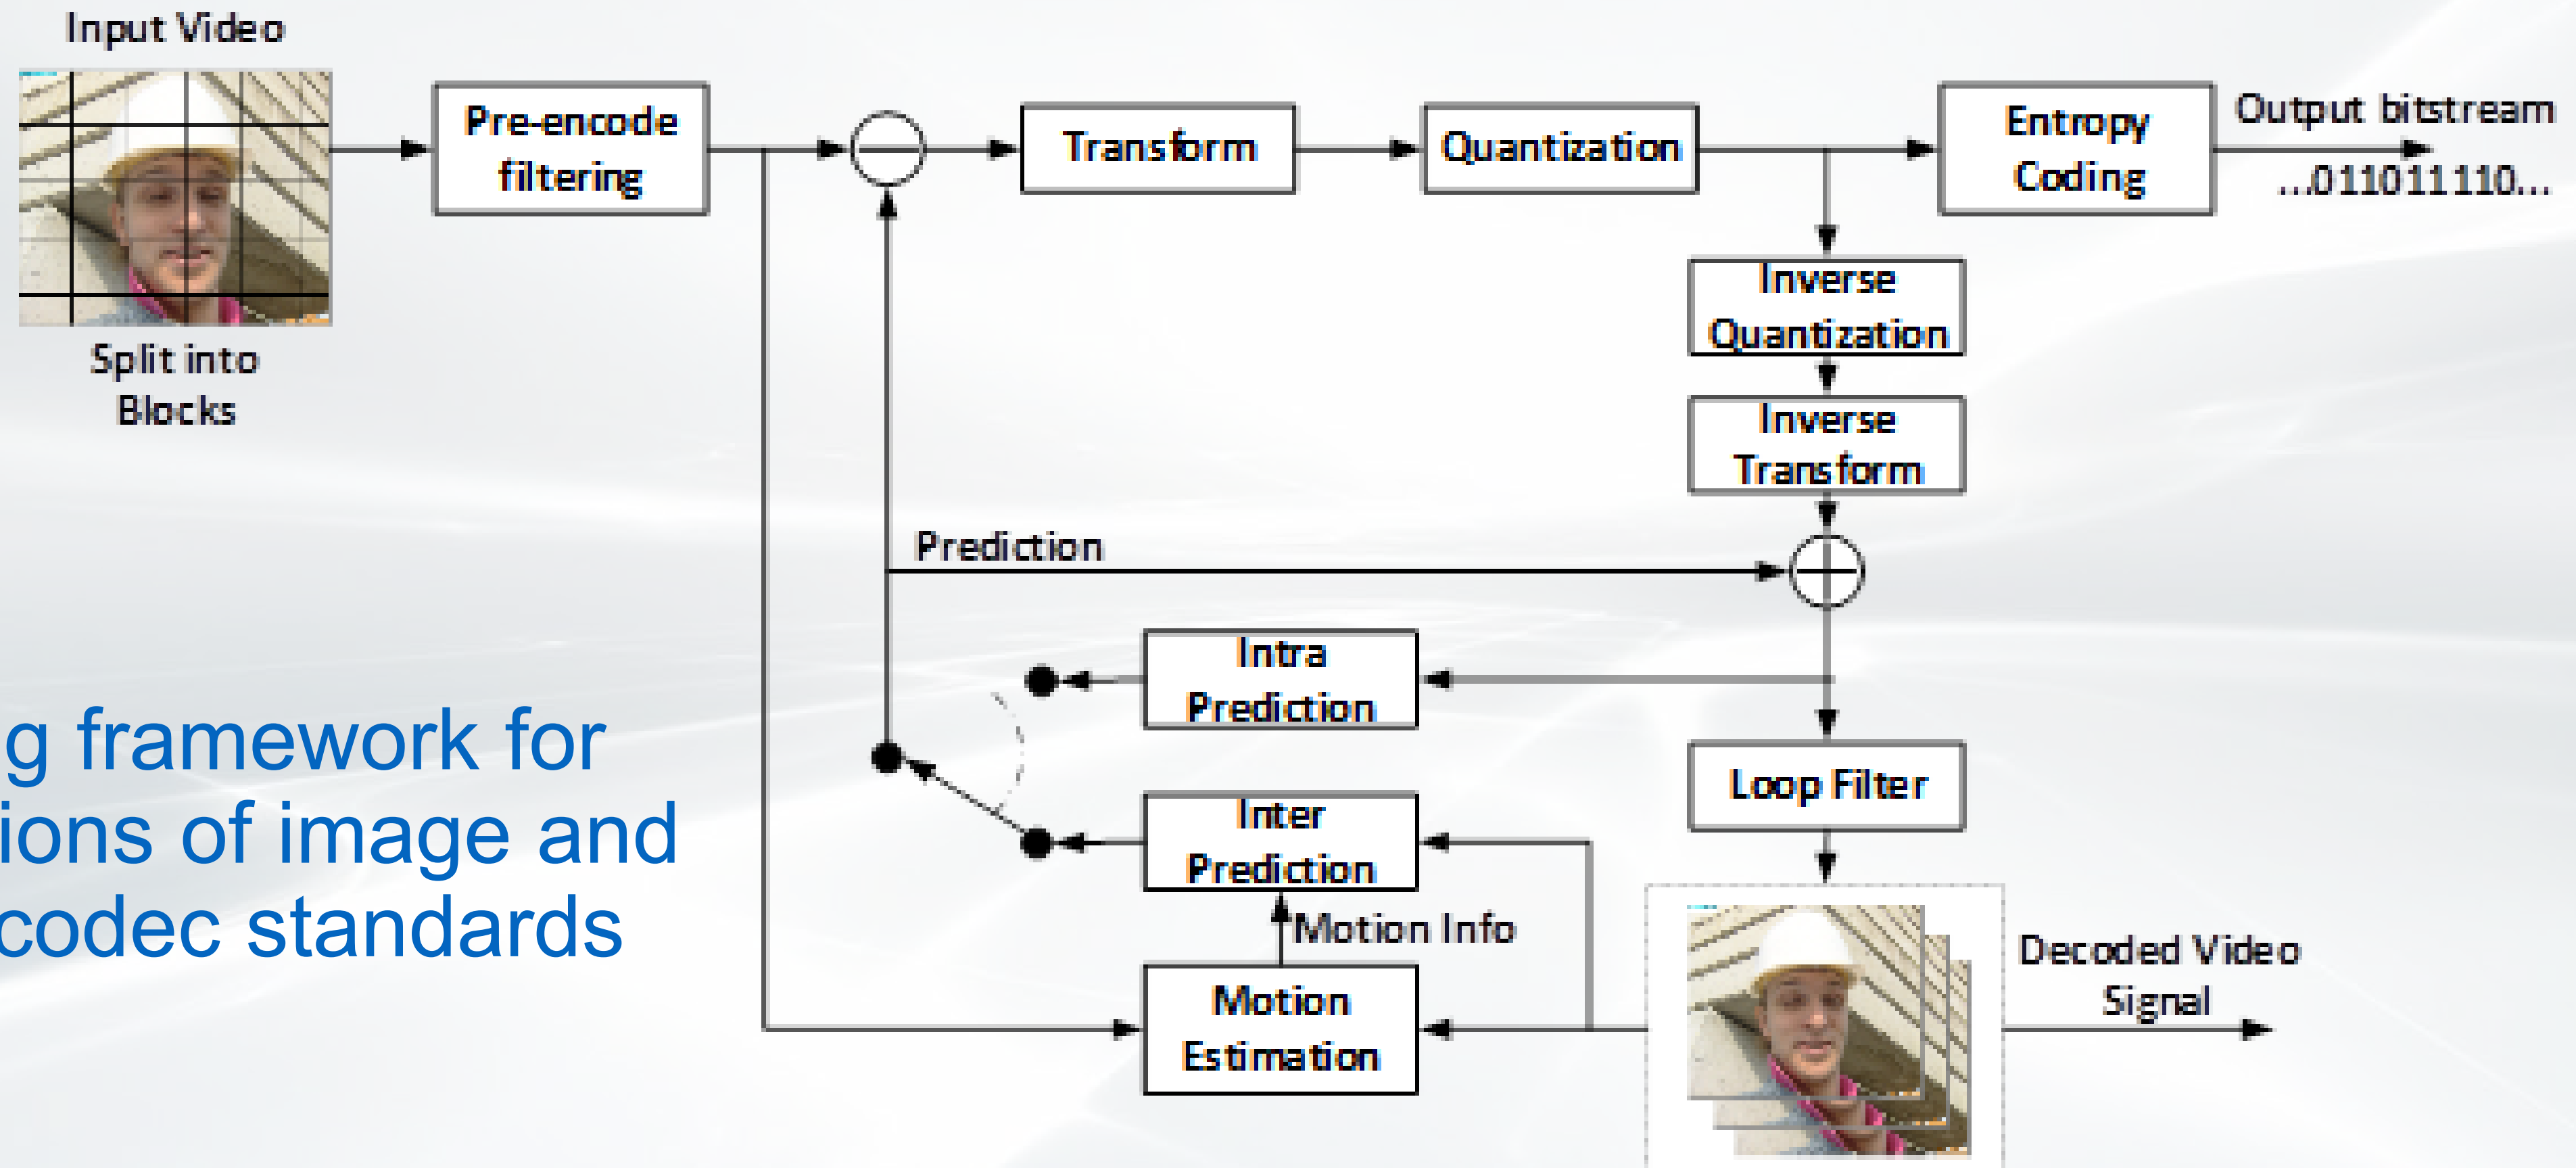 Input Video
Split into
Blocks
Pre-encode
filtering
Transform
Quantization
Entropy
Coding
Output bitstream
...011011110...
Inverse
Quantization
Inverse
Transform
Prediction
Intra
Prediction
Loop Filter
Inter
Prediction
Motion Info
Motion
Estimation
Decoded Video
Signal
g framework for
ions of image and
codec standards